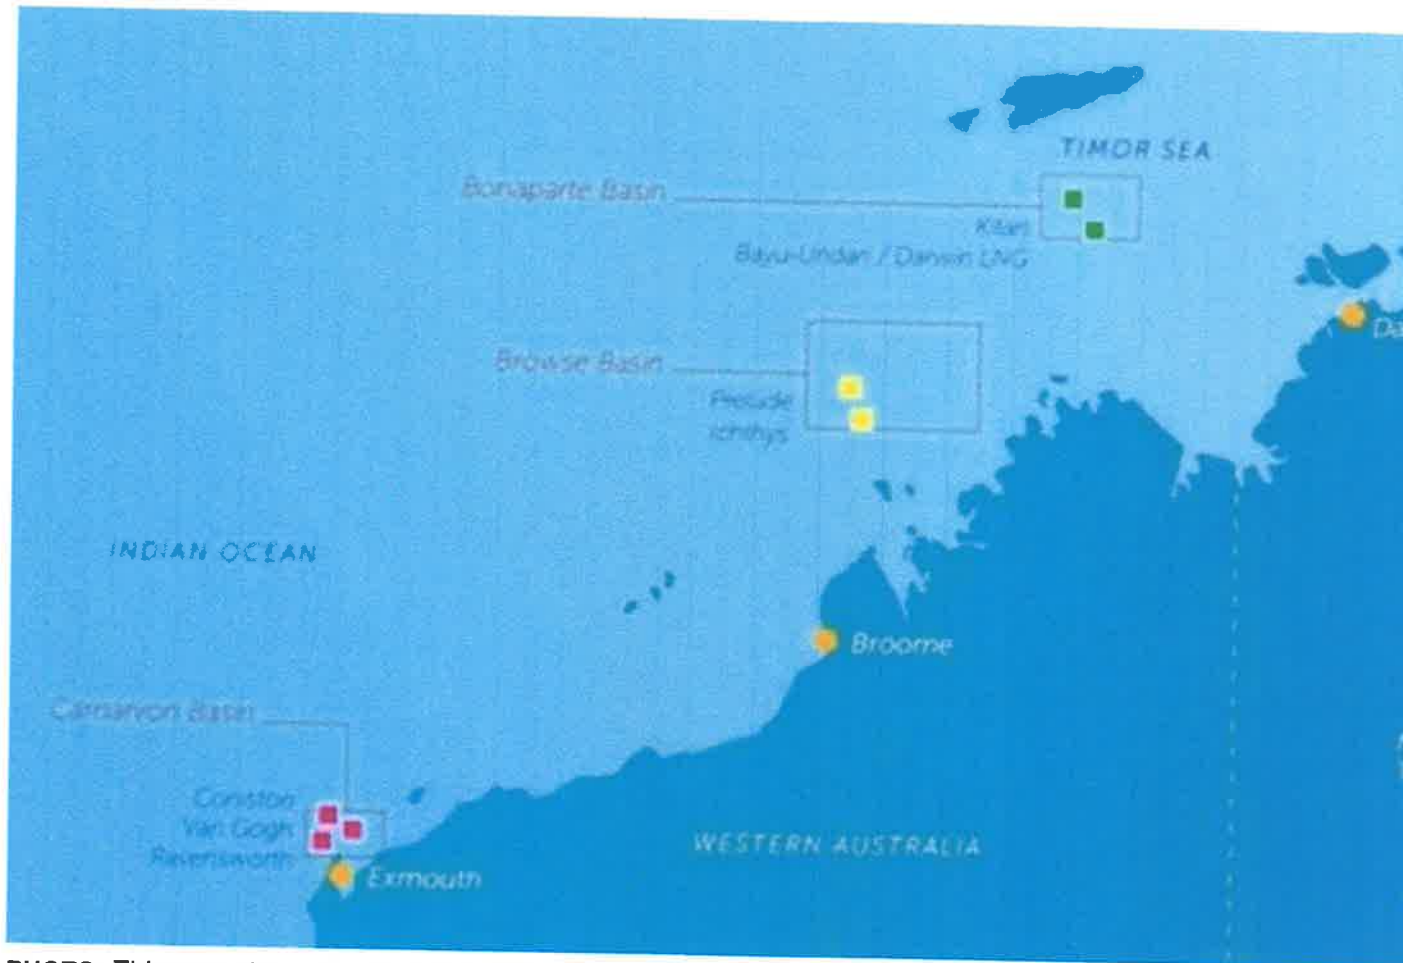 TIMOR SEA
Bonaparte Basin
Kitan
Bayu-Undan / Darwin LNG
Da
Browse Basin
Prelude
Ichthys
INDIAN OCEAN
Broome
Carnarvon Basin
Coniston
Van Gogh
Ravensworth
WESTERN AUSTRALIA
Exmouth